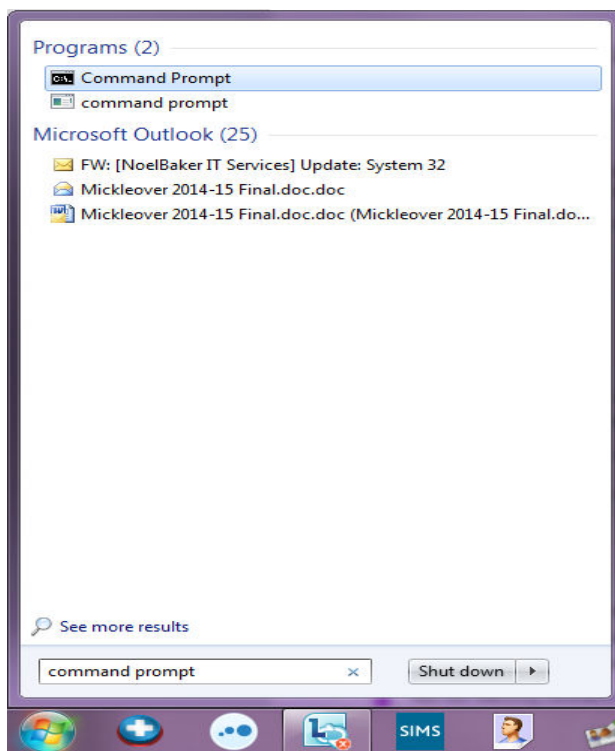 Programs (2)
Command Prompt
command prompt
Microsoft Outlook (25)
FW: [NoelBaker IT Services] Update: System 32
Mickleover 2014-15 Final.doc.doc
Mickleover 2014-15 Final.doc.doc (Mickleover 2014-15 Final.do...
See more results
command prompt
Shut down
SIMS